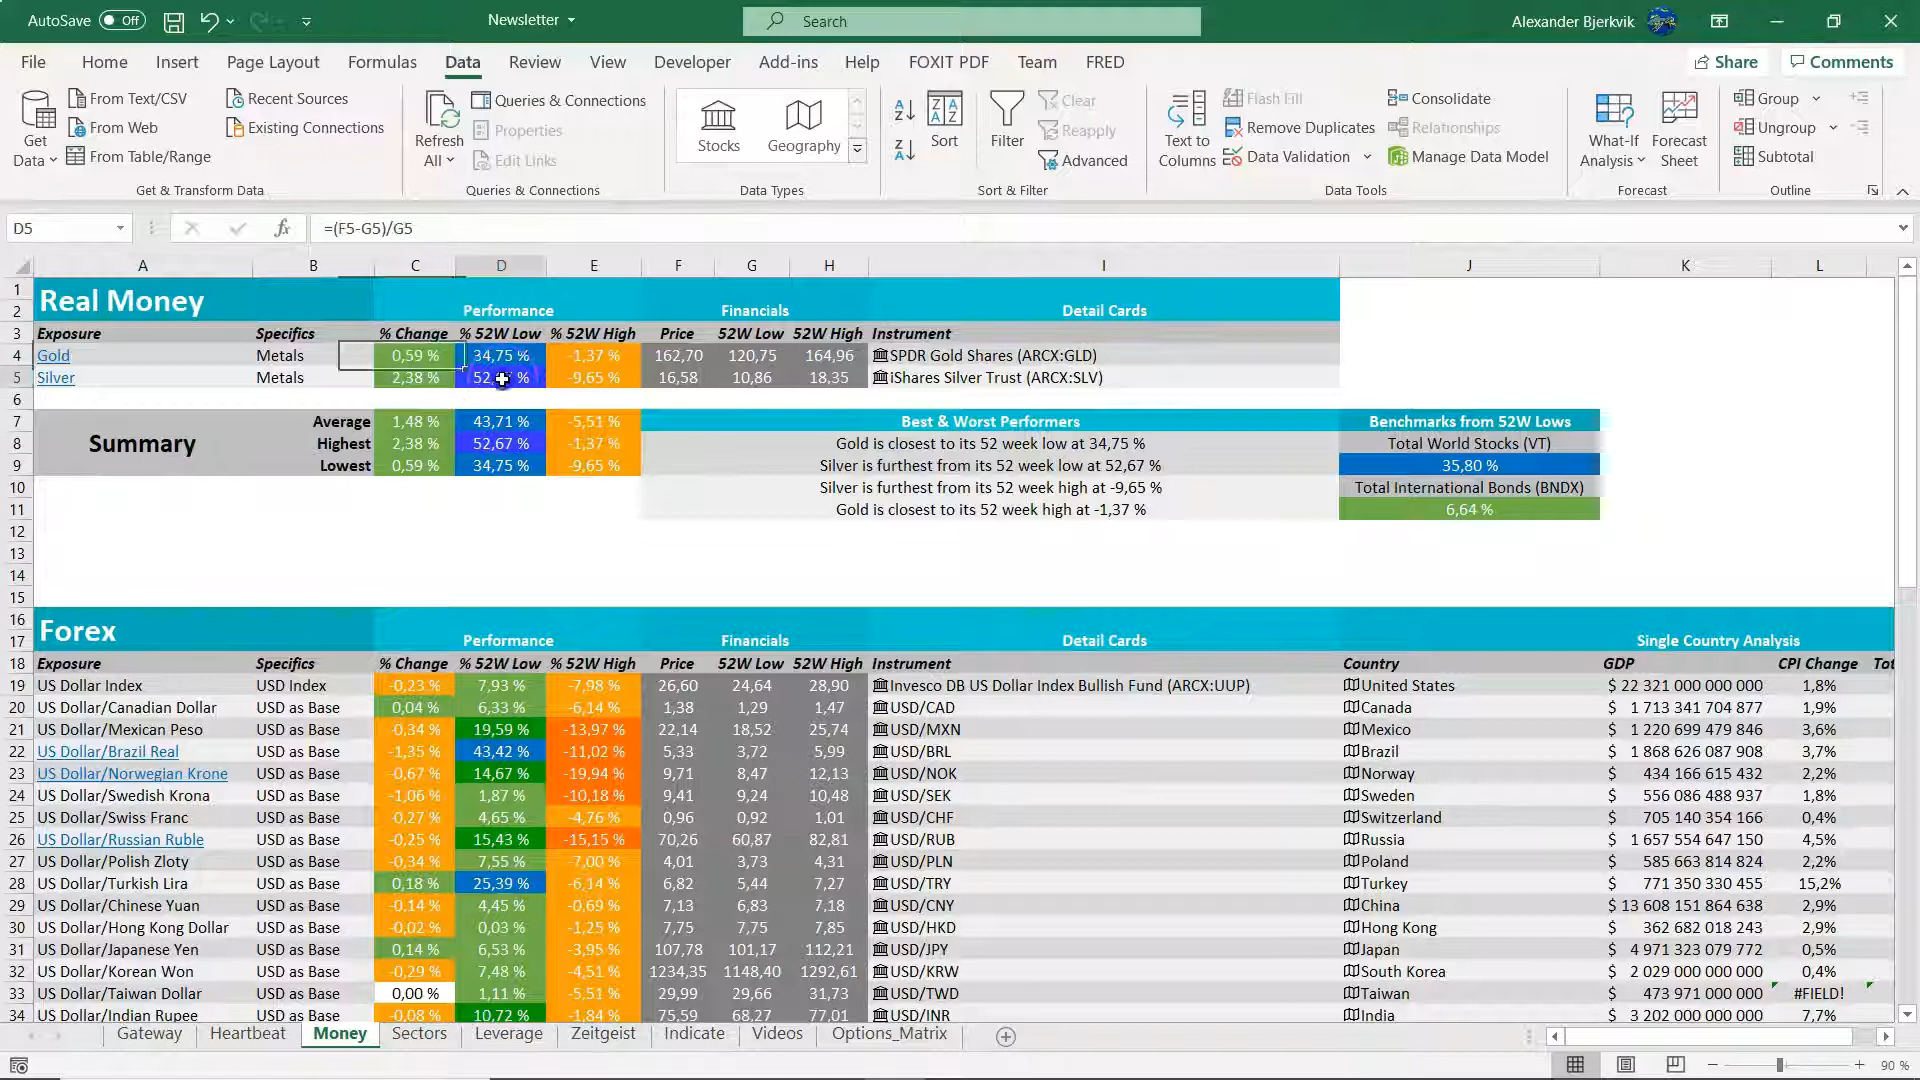 AutoSave Off Newsletter Search Alexander Bjerkvik
File Home Insert Page Layout Formulas Data Review View Developer Add-ins Help FOXIT PDF Team FRED Share Comments
Get Data From Text/CSV From Web From Table/Range Recent Sources Existing Connections
Refresh All Queries & Connections Properties Edit Links
Stocks Geography
Sort Filter Clear Reapply Advanced
Text to Columns Flash Fill Remove Duplicates Data Validation Consolidate Relationships Manage Data Model
What-If Analysis Forecast Sheet Group Ungroup Subtotal
Get & Transform Data Queries & Connections Data Types Sort & Filter Data Tools Forecast Outline
D5 fx =(F5-G5)/G5
A B C D E F G H I J K L
1 Real Money
2 Performance Financials Detail Cards
3 Exposure Specifics % Change % 52W Low % 52W High Price 52W Low 52W High Instrument
4 Gold Metals 0,59 % 34,75 % -1,37 % 162,70 120,75 164,96 SPDR Gold Shares (ARCX:GLD)
5 Silver Metals 2,38 % 52, % -9,65 % 16,58 10,86 18,35 iShares Silver Trust (ARCX:SLV)
6
7 Average 1,48 % 43,71 % -5,51 % Best & Worst Performers Benchmarks from 52W Lows
8 Summary Highest 2,38 % 52,67 % -1,37 % Gold is closest to its 52 week low at 34,75 % Total World Stocks (VT)
9 Lowest 0,59 % 34,75 % -9,65 % Silver is furthest from its 52 week low at 52,67 % 35,80 %
10 Silver is furthest from its 52 week high at -9,65 % Total International Bonds (BNDX)
11 Gold is closest to its 52 week high at -1,37 % 6,64 %
12
13
14
15
16 Forex
17 Performance Financials Detail Cards Single Country Analysis
18 Exposure Specifics % Change % 52W Low % 52W High Price 52W Low 52W High Instrument Country GDP CPI Change Tot
19 US Dollar Index USD Index -0,23 % 7,93 % -7,98 % 26,60 24,64 28,90 Invesco DB US Dollar Index Bullish Fund (ARCX:UUP) United States $ 22 321 000 000 000 1,8%
20 US Dollar/Canadian Dollar USD as Base 0,04 % 6,33 % -6,14 % 1,38 1,29 1,47 USD/CAD Canada $ 1 713 341 704 877 1,9%
21 US Dollar/Mexican Peso USD as Base -0,34 % 19,59 % -13,97 % 22,14 18,52 25,74 USD/MXN Mexico $ 1 220 699 479 846 3,6%
22 US Dollar/Brazil Real USD as Base -1,35 % 43,42 % -11,02 % 5,33 3,72 5,99 USD/BRL Brazil $ 1 868 626 087 908 3,7%
23 US Dollar/Norwegian Krone USD as Base -0,67 % 14,67 % -19,94 % 9,71 8,47 12,13 USD/NOK Norway $ 434 166 615 432 2,2%
24 US Dollar/Swedish Krona USD as Base -1,06 % 1,87 % -10,18 % 9,41 9,24 10,48 USD/SEK Sweden $ 556 086 488 937 1,8%
25 US Dollar/Swiss Franc USD as Base -0,27 % 4,65 % -4,76 % 0,96 0,92 1,01 USD/CHF Switzerland $ 705 140 354 166 0,4%
26 US Dollar/Russian Ruble USD as Base -0,25 % 15,43 % -15,15 % 70,26 60,87 82,81 USD/RUB Russia $ 1 657 554 647 150 4,5%
27 US Dollar/Polish Zloty USD as Base -0,34 % 7,55 % -7,00 % 4,01 3,73 4,31 USD/PLN Poland $ 585 663 814 824 2,2%
28 US Dollar/Turkish Lira USD as Base 0,18 % 25,39 % -6,14 % 6,82 5,44 7,27 USD/TRY Turkey $ 771 350 330 455 15,2%
29 US Dollar/Chinese Yuan USD as Base -0,14 % 4,45 % -0,69 % 7,13 6,83 7,18 USD/CNY China $ 13 608 151 864 638 2,9%
30 US Dollar/Hong Kong Dollar USD as Base -0,02 % 0,03 % -1,25 % 7,75 7,75 7,85 USD/HKD Hong Kong $ 362 682 018 243 2,9%
31 US Dollar/Japanese Yen USD as Base 0,14 % 6,53 % -3,95 % 107,78 101,17 112,21 USD/JPY Japan $ 4 971 323 079 772 0,5%
32 US Dollar/Korean Won USD as Base -0,29 % 7,48 % -4,51 % 1234,35 1148,40 1292,61 USD/KRW South Korea $ 2 029 000 000 000 0,4%
33 US Dollar/Taiwan Dollar USD as Base 0,00 % 1,11 % -5,51 % 29,99 29,66 31,73 USD/TWD Taiwan $ 473 971 000 000 #FIELD!
34 US Dollar/Indian Rupee USD as Base -0,08 % 10,72 % -1,84 % 75,59 68,27 77,01 USD/INR India $ 3 202 000 000 000 7,7%
Gateway Heartbeat Money Sectors Leverage Zeitgeist Indicate Videos Options_Matrix
90 %